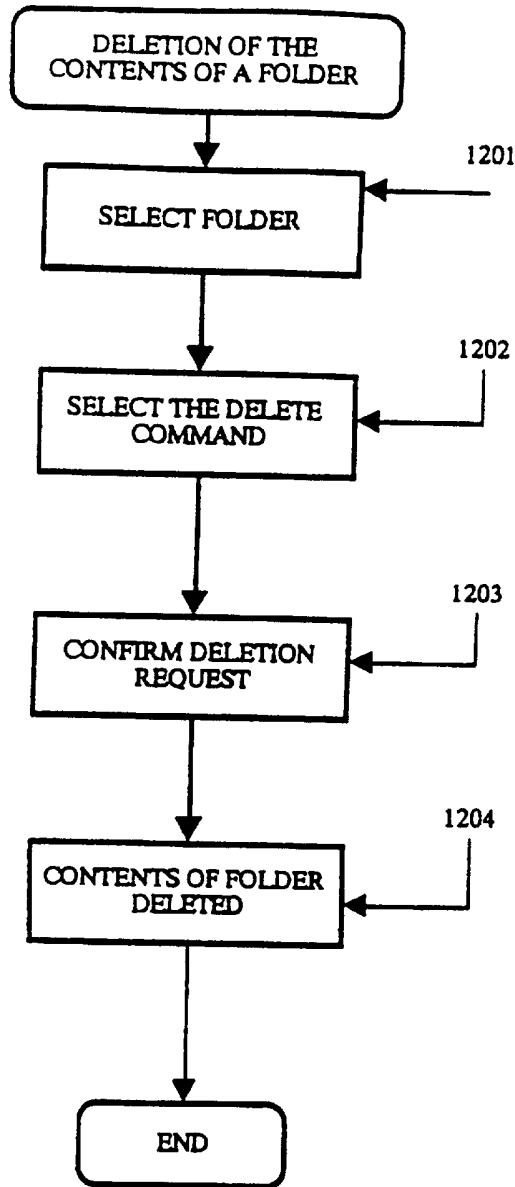 DELETION OF THE
CONTENTS OF A FOLDER
1201
SELECT FOLDER
1202
SELECT THE DELETE
COMMAND
1203
CONFIRM DELETION
REQUEST
1204
CONTENTS OF FOLDER
DELETED
END